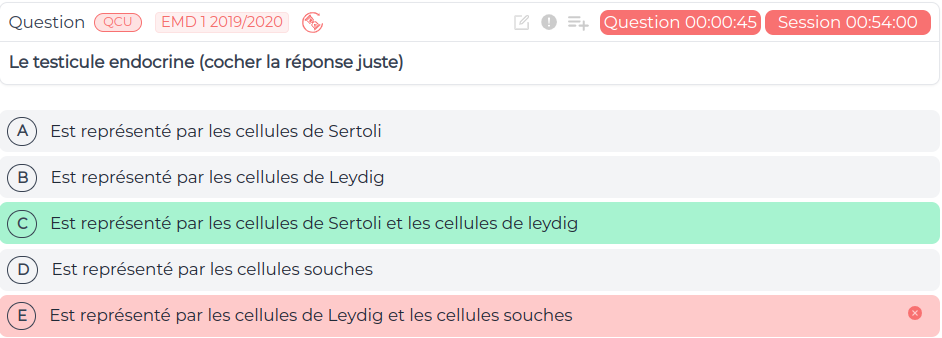 Question QCU EMD 1 2019/2020 Question 00:00:45 Session 00:54:00
Le testicule endocrine (cocher la réponse juste)
A Est représenté par les cellules de Sertoli
B Est représenté par les cellules de Leydig
C Est représenté par les cellules de Sertoli et les cellules de leydig
D Est représenté par les cellules souches
E Est représenté par les cellules de Leydig et les cellules souches